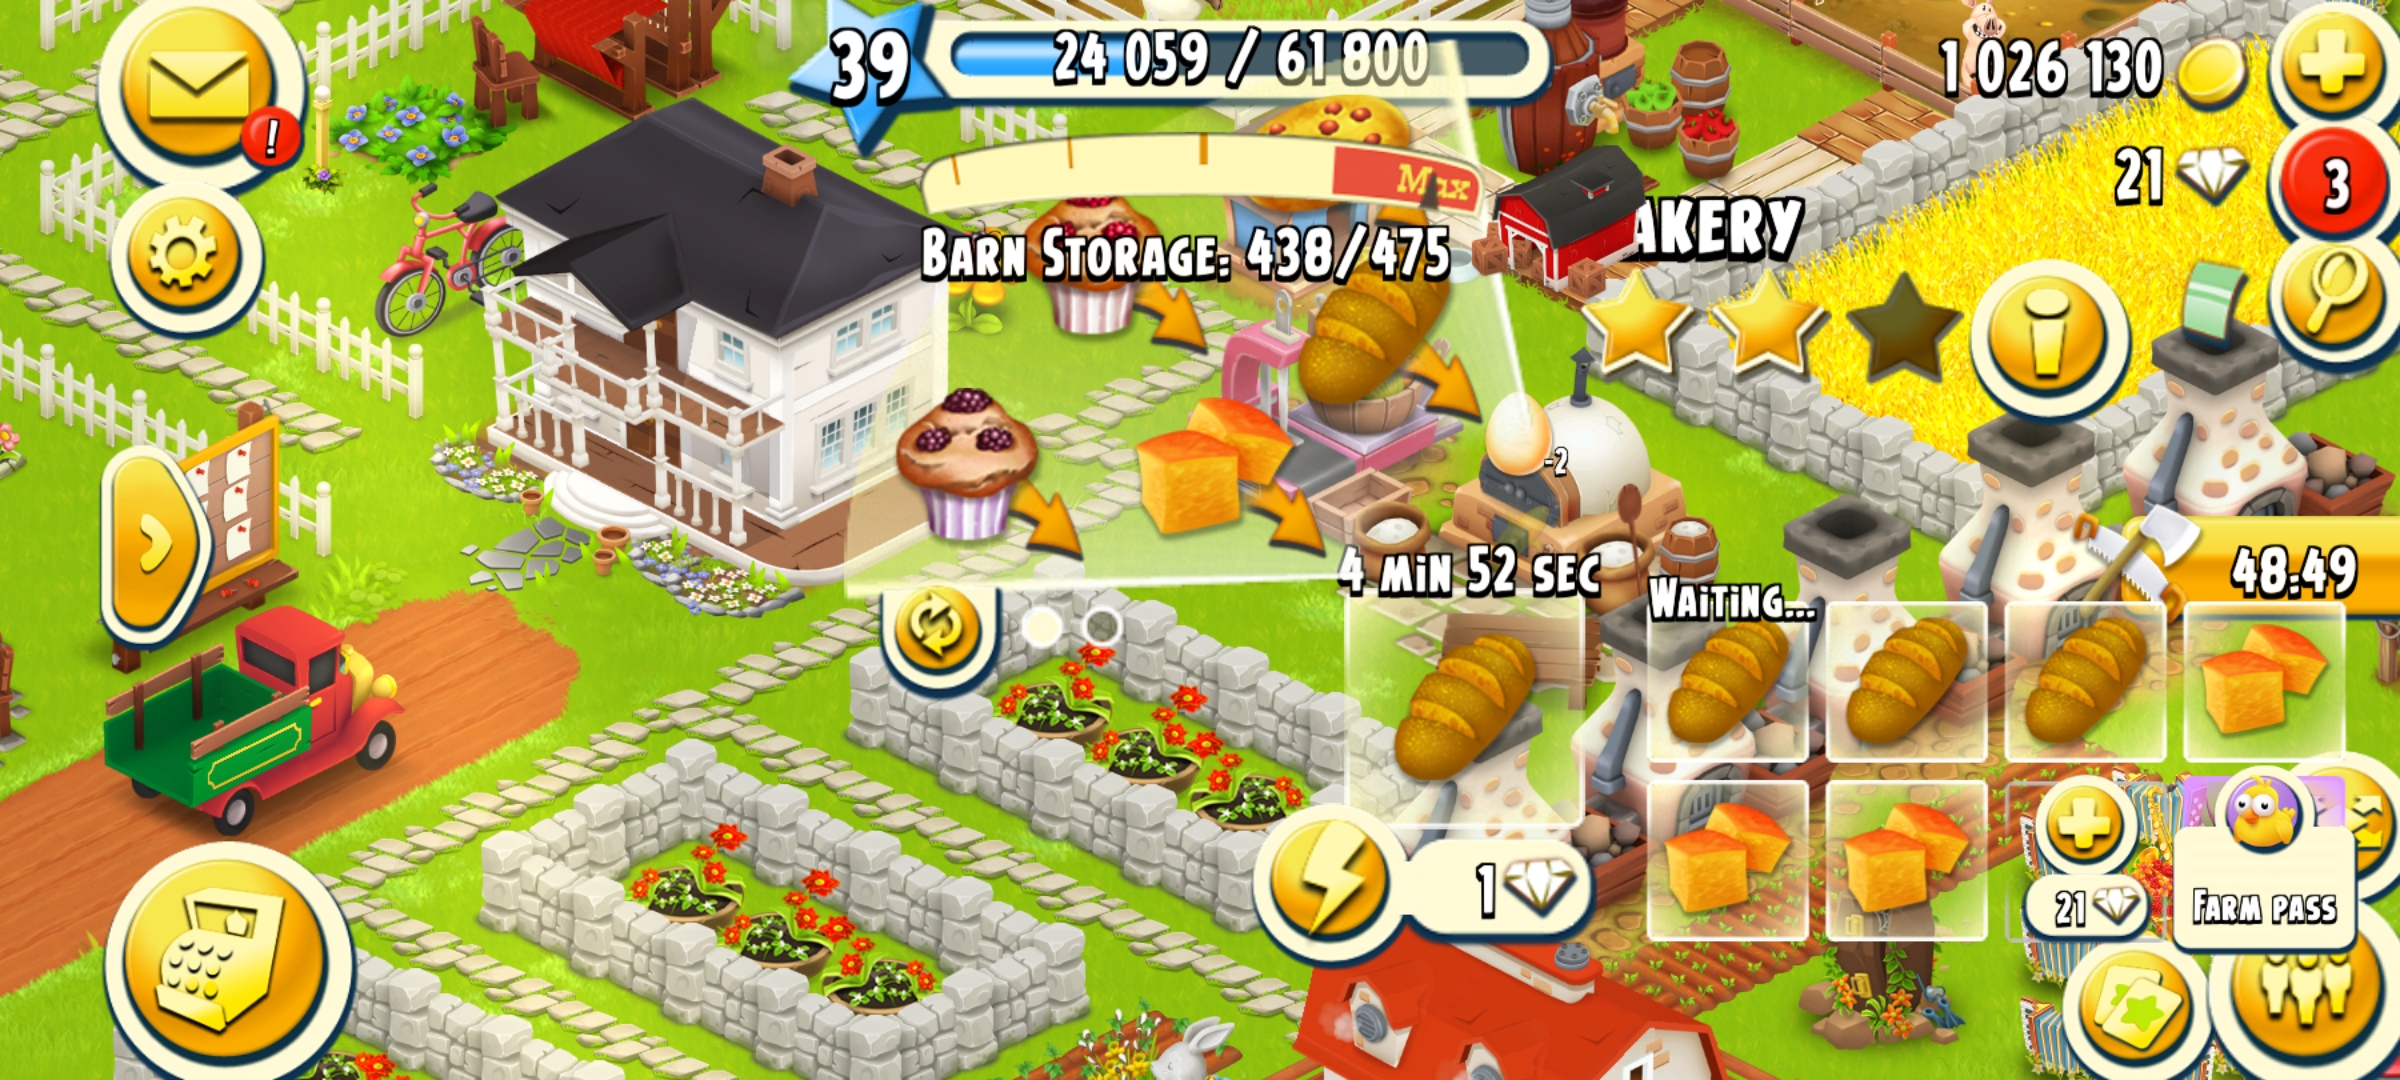 39
24 059 / 61 800
1 026 130
!
Max
21
3
AKERY
BARN STORAGE: 438/475
-2
4 MIN 52 SEC
48:49
WAITING...
1
21
FARM PASS